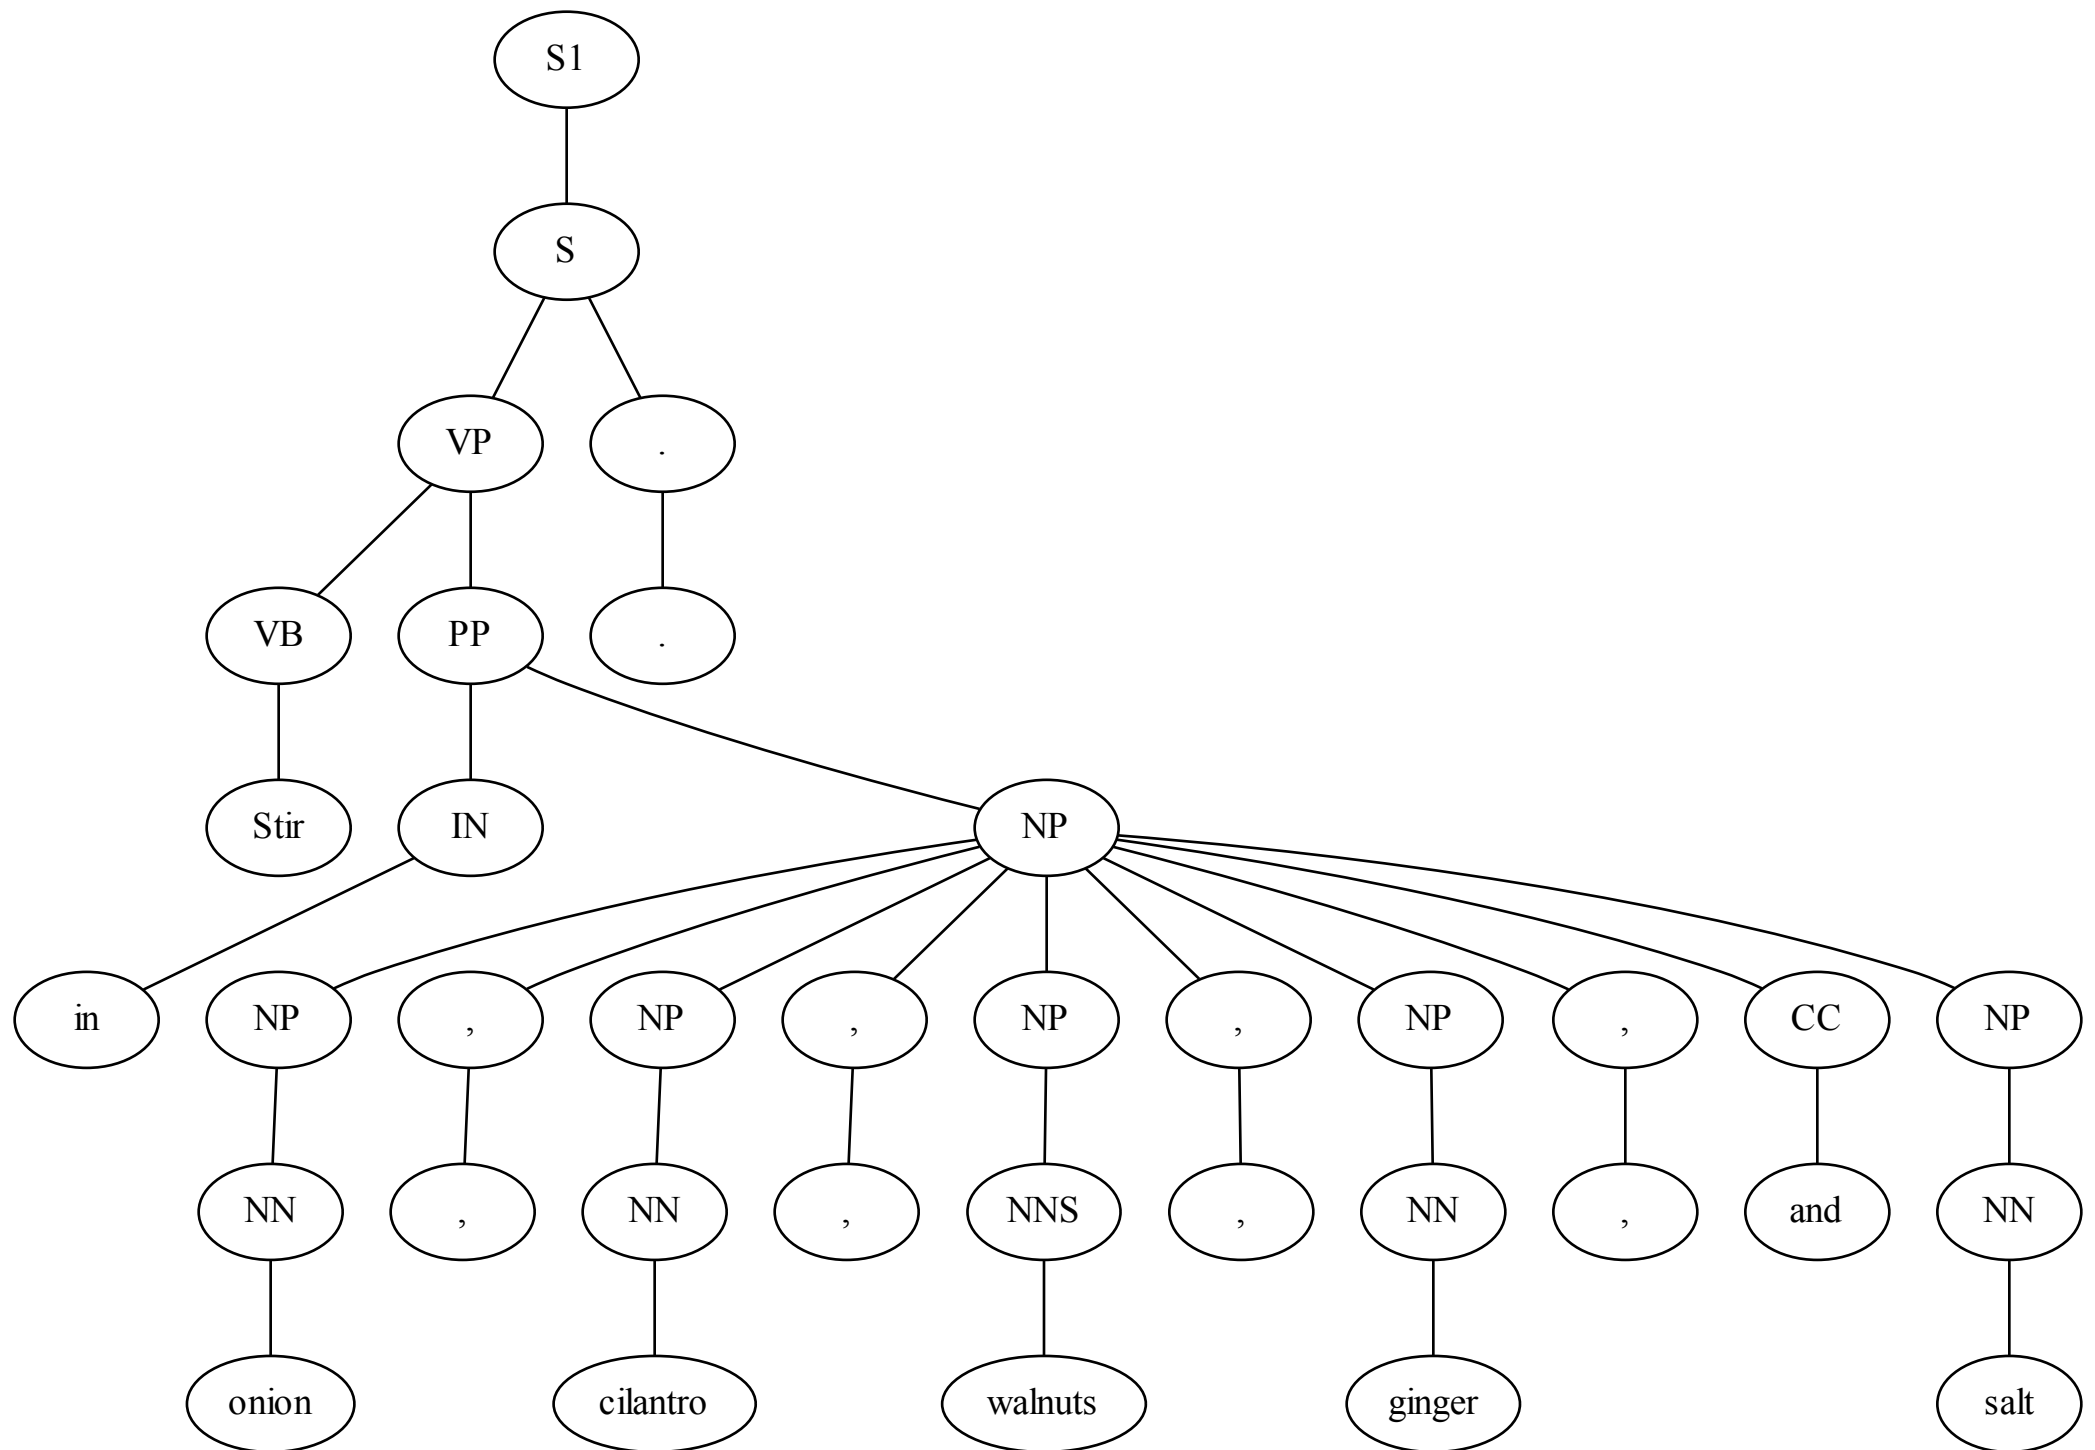 S1
S
VP .
VB PP .
Stir IN NP
in NP , NP , NP , NP , CC NP
NN , NN , NNS , NN , and NN
onion cilantro walnuts ginger salt